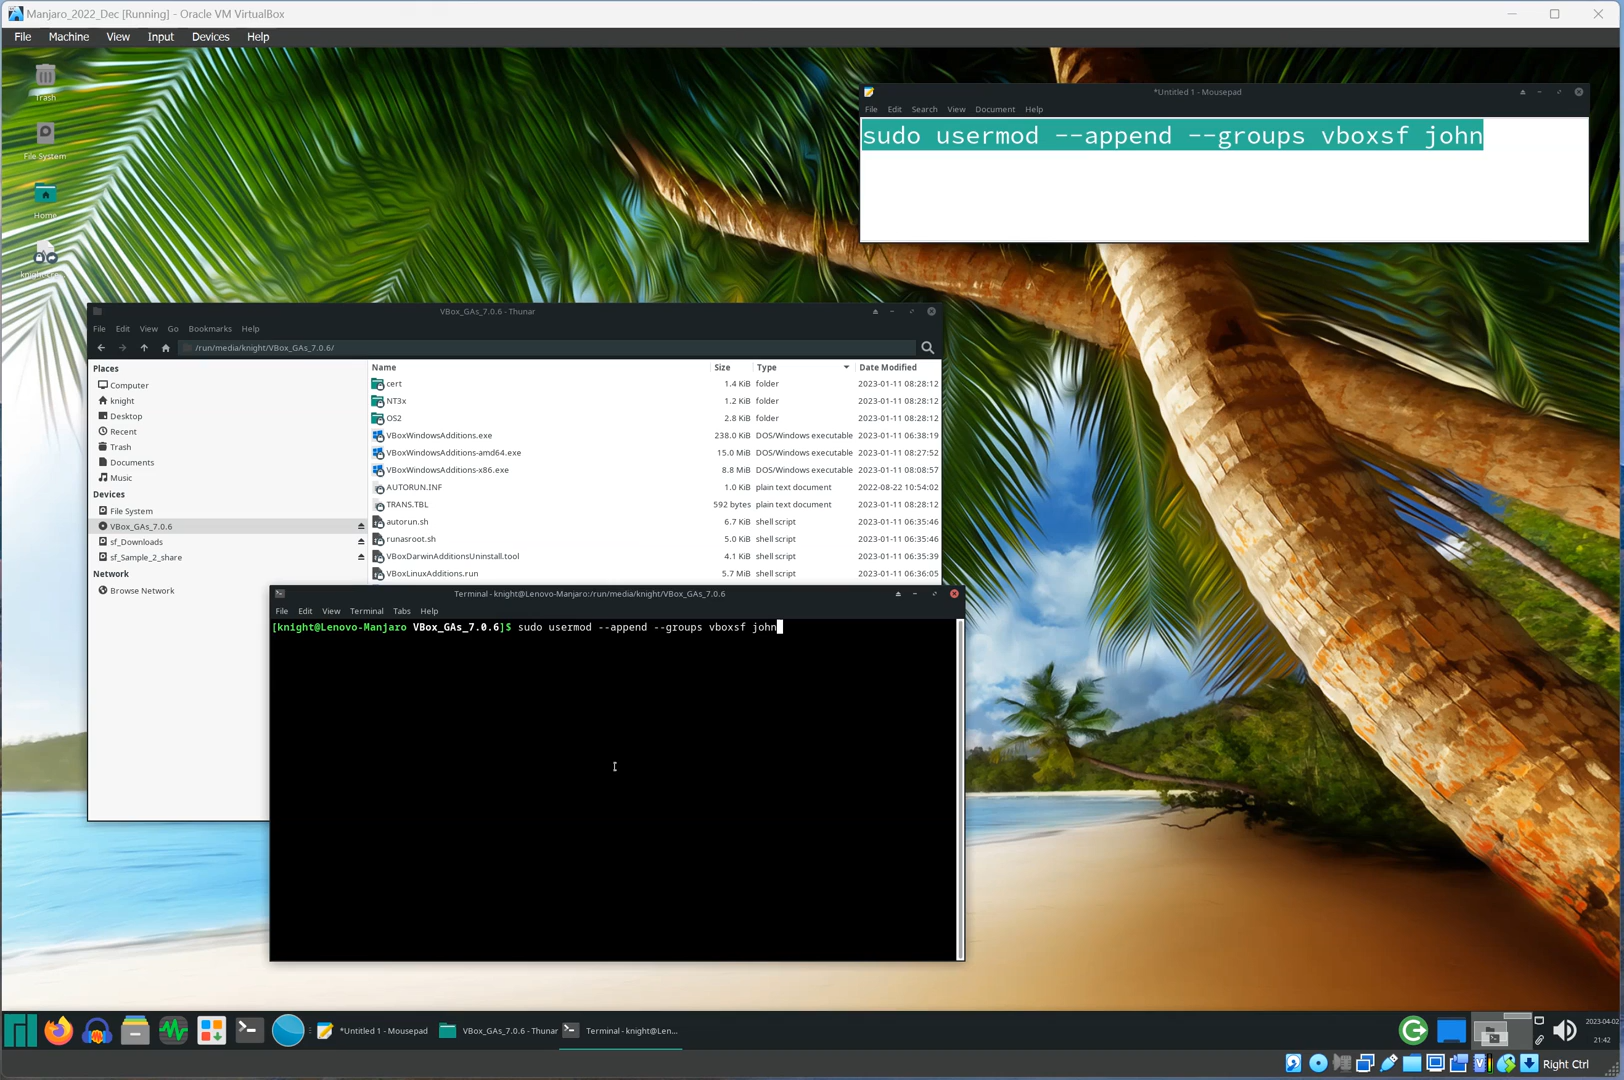 Manjaro_2022_Dec [Running] - Oracle VM VirtualBox
File Machine View Input Devices Help
Trash
File System
Home
*Untitled 1 - Mousepad
File Edit Search View Document Help
sudo usermod --append --groups vboxsf john
VBox_GAs_7.0.6 - Thunar
File Edit View Go Bookmarks Help
/run/media/knight/VBox_GAs_7.0.6/
Places
Computer
knight
Desktop
Recent
Trash
Documents
Music
Devices
File System
VBox_GAs_7.0.6
sf_Downloads
sf_Sample_2_share
Network
Browse Network
Name Size Type Date Modified
cert 1.4 KiB folder 2023-01-11 08:28:12
NT3x 1.2 KiB folder 2023-01-11 08:28:12
OS2 2.8 KiB folder 2023-01-11 08:28:12
VBoxWindowsAdditions.exe 238.0 KiB DOS/Windows executable 2023-01-11 06:38:19
VBoxWindowsAdditions-amd64.exe 15.0 MiB DOS/Windows executable 2023-01-11 08:27:52
VBoxWindowsAdditions-x86.exe 8.8 MiB DOS/Windows executable 2023-01-11 08:08:57
AUTORUN.INF 1.0 KiB plain text document 2022-08-22 10:54:02
TRANS.TBL 592 bytes plain text document 2023-01-11 08:28:12
autorun.sh 6.7 KiB shell script 2023-01-11 06:35:46
runasroot.sh 5.0 KiB shell script 2023-01-11 06:35:46
VBoxDarwinAdditionsUninstall.tool 4.1 KiB shell script 2023-01-11 06:35:39
VBoxLinuxAdditions.run 5.7 MiB shell script 2023-01-11 06:36:05
Terminal - knight@Lenovo-Manjaro:/run/media/knight/VBox_GAs_7.0.6
File Edit View Terminal Tabs Help
[knight@Lenovo-Manjaro VBox_GAs_7.0.6]$ sudo usermod --append --groups vboxsf john
*Untitled 1 - Mousepad
VBox_GAs_7.0.6 - Thunar
Terminal - knight@Len...
2023-04-02
21:42
Right Ctrl